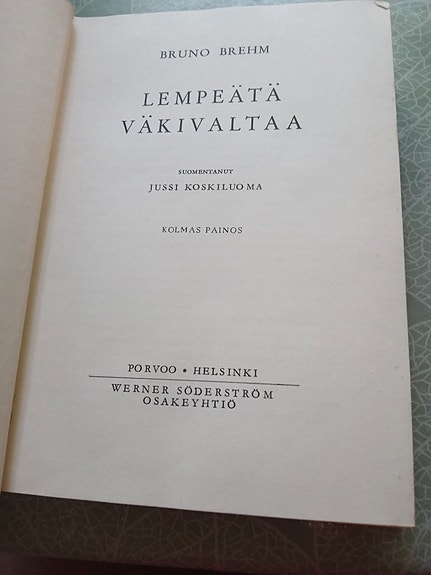 BRUNO BREHM
LEMPEÄTÄ
VÄKIVALTAA
SUOMENTANUT
JUSSI KOSKILUOMA
KOLMAS PAINOS
PORVOO • HELSINKI
WERNER SÖDERSTRÖM
OSAKEYHTIÖ